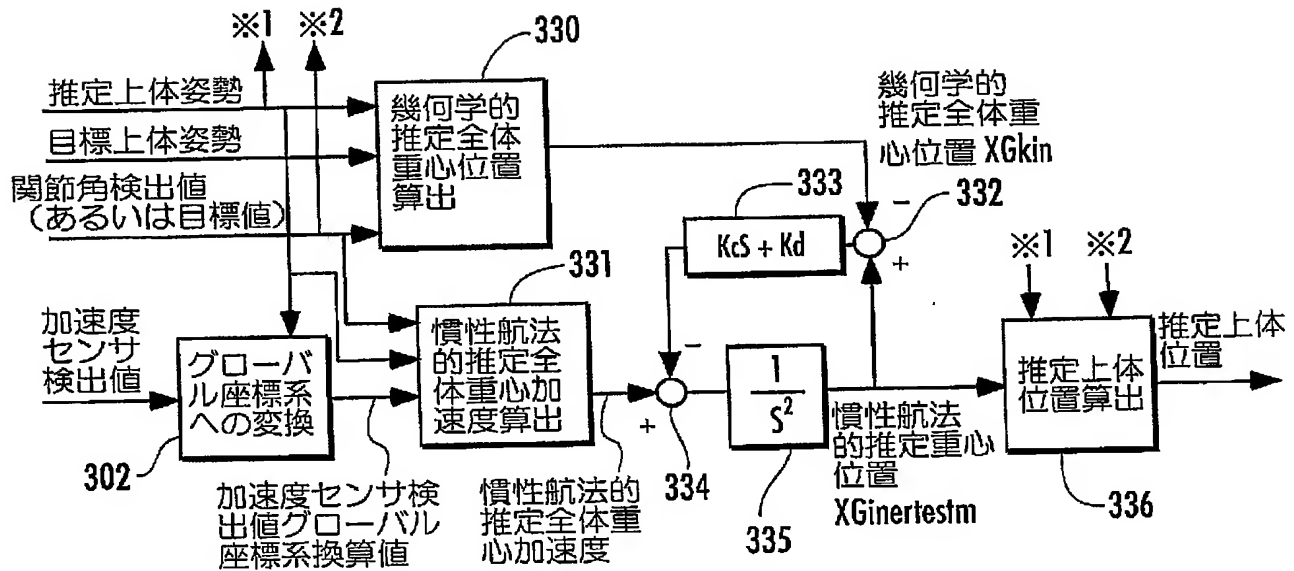 ※1
※2
330
推定上体姿勢
目標上体姿勢
関節角検出値
(あるいは目標値)
幾何学的
推定全体
重心位置
算出
幾何学的
推定全体重
心位置 XGkin
333
332
−
+
KcS + Kd
331
加速度
センサ
検出値
グローバ
ル座標系
への変換
302
慣性航法
的推定全
体重心加
速度算出
加速度センサ検
出値グローバル
座標系換算値
慣性航法的
推定全体重
心加速度
−
+
334
1
S²
335
慣性航法
的推定重心
位置
XGinertestm
※1
※2
推定上体
位置算出
336
推定上体
位置